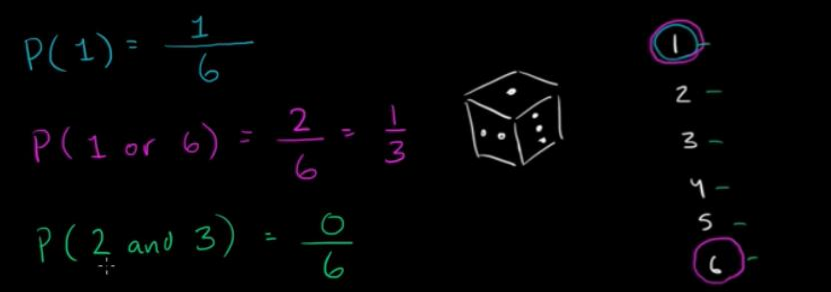 P(1) = 1/6
P(1 or 6) = 2/6 = 1/3
P(2 and 3) = 0/6
1
2
3
4
5
6